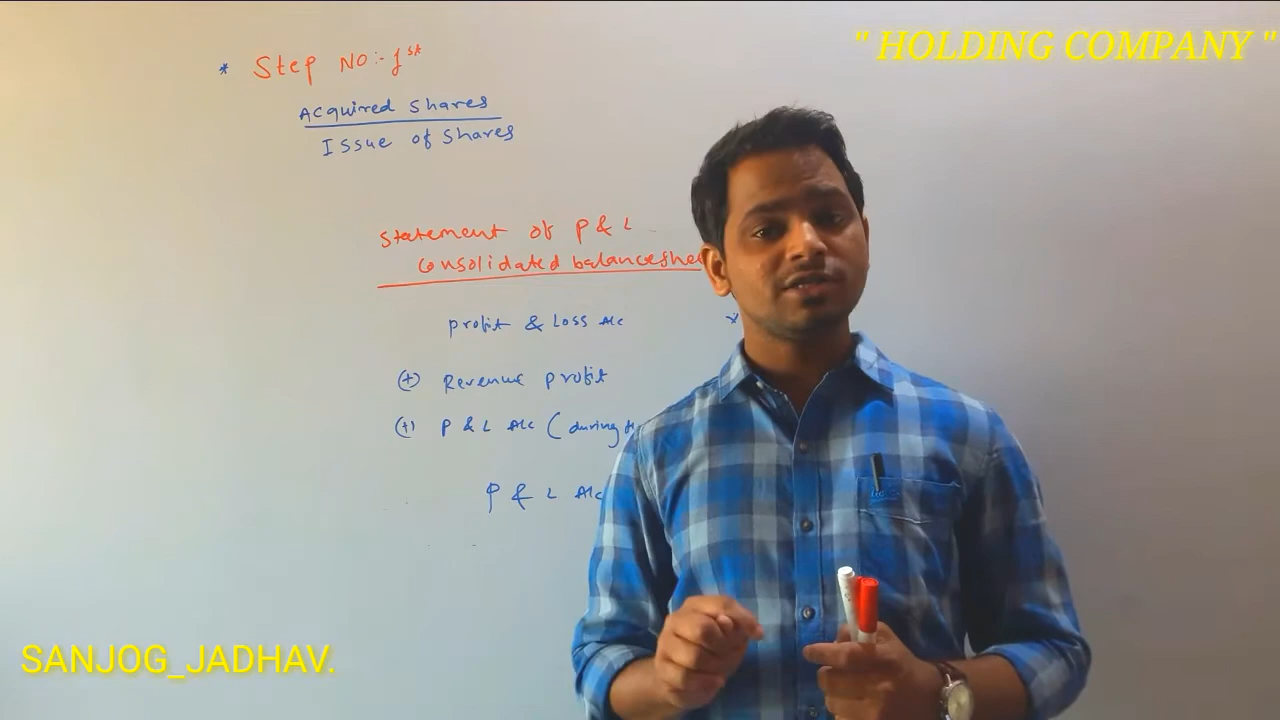 " HOLDING COMPANY "
* Step NO:- 1st
Acquired shares
Issue of shares
Statement of P & L
Consolidated balanceshe
profit & Loss A/c
(+) Revenue profit
(+) P & L A/c ( during
P & L A/c
SANJOG_JADHAV.